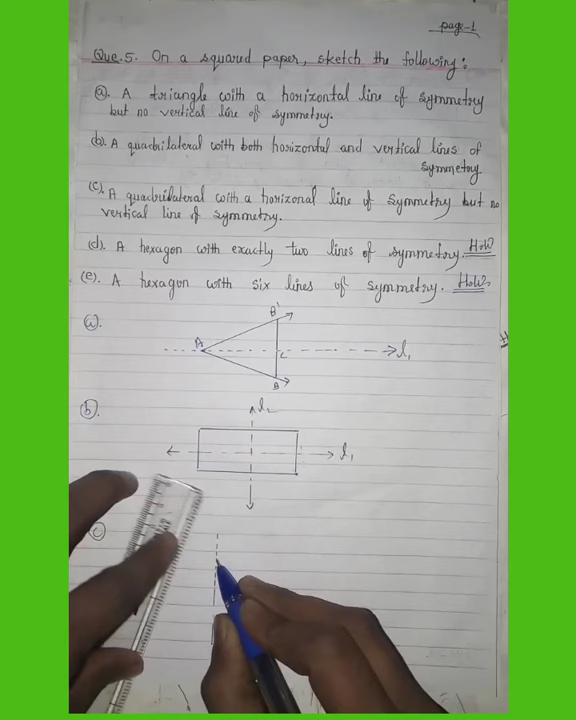 page-1
Que.5. On a squared paper, sketch the following:
(a). A triangle with a horizontal line of symmetry
but no vertical line of symmetry.
(b). A quadrilateral with both horizontal and vertical lines of
symmetry
(c). A quadrilateral with a horizonal line of symmetry but no
vertical line of symmetry.
(d). A hexagon with exactly two lines of symmetry. H.W
(e). A hexagon with six lines of symmetry. H.W
(a).
B'
A
C
l₁
B
(b).
l₂
l₁
(c)